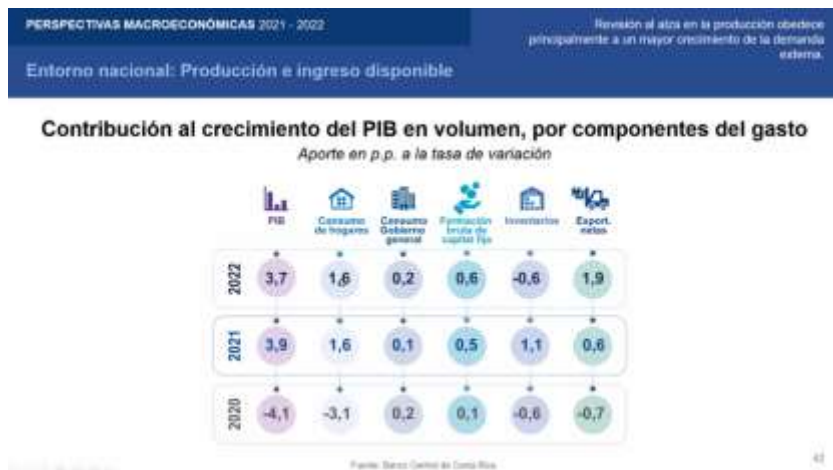 PERSPECTIVAS MACROECONÓMICAS 2021 - 2022
Revisión al alza en la producción obedece
principalmente a un mayor crecimiento de la demanda
externa.
Entorno nacional: Producción e ingreso disponible
Contribución al crecimiento del PIB en volumen, por componentes del gasto
Aporte en p.p. a la tasa de variación
PIB
Consumo de hogares
Consumo Gobierno general
Formación bruta de capital fijo
Inventarios
Export. netas
2022 3,7 1,6 0,2 0,6 -0,6 1,9
2021 3,9 1,6 0,1 0,5 1,1 0,6
2020 -4,1 -3,1 0,2 0,1 -0,6 -0,7
Fuente: Banco Central de Costa Rica